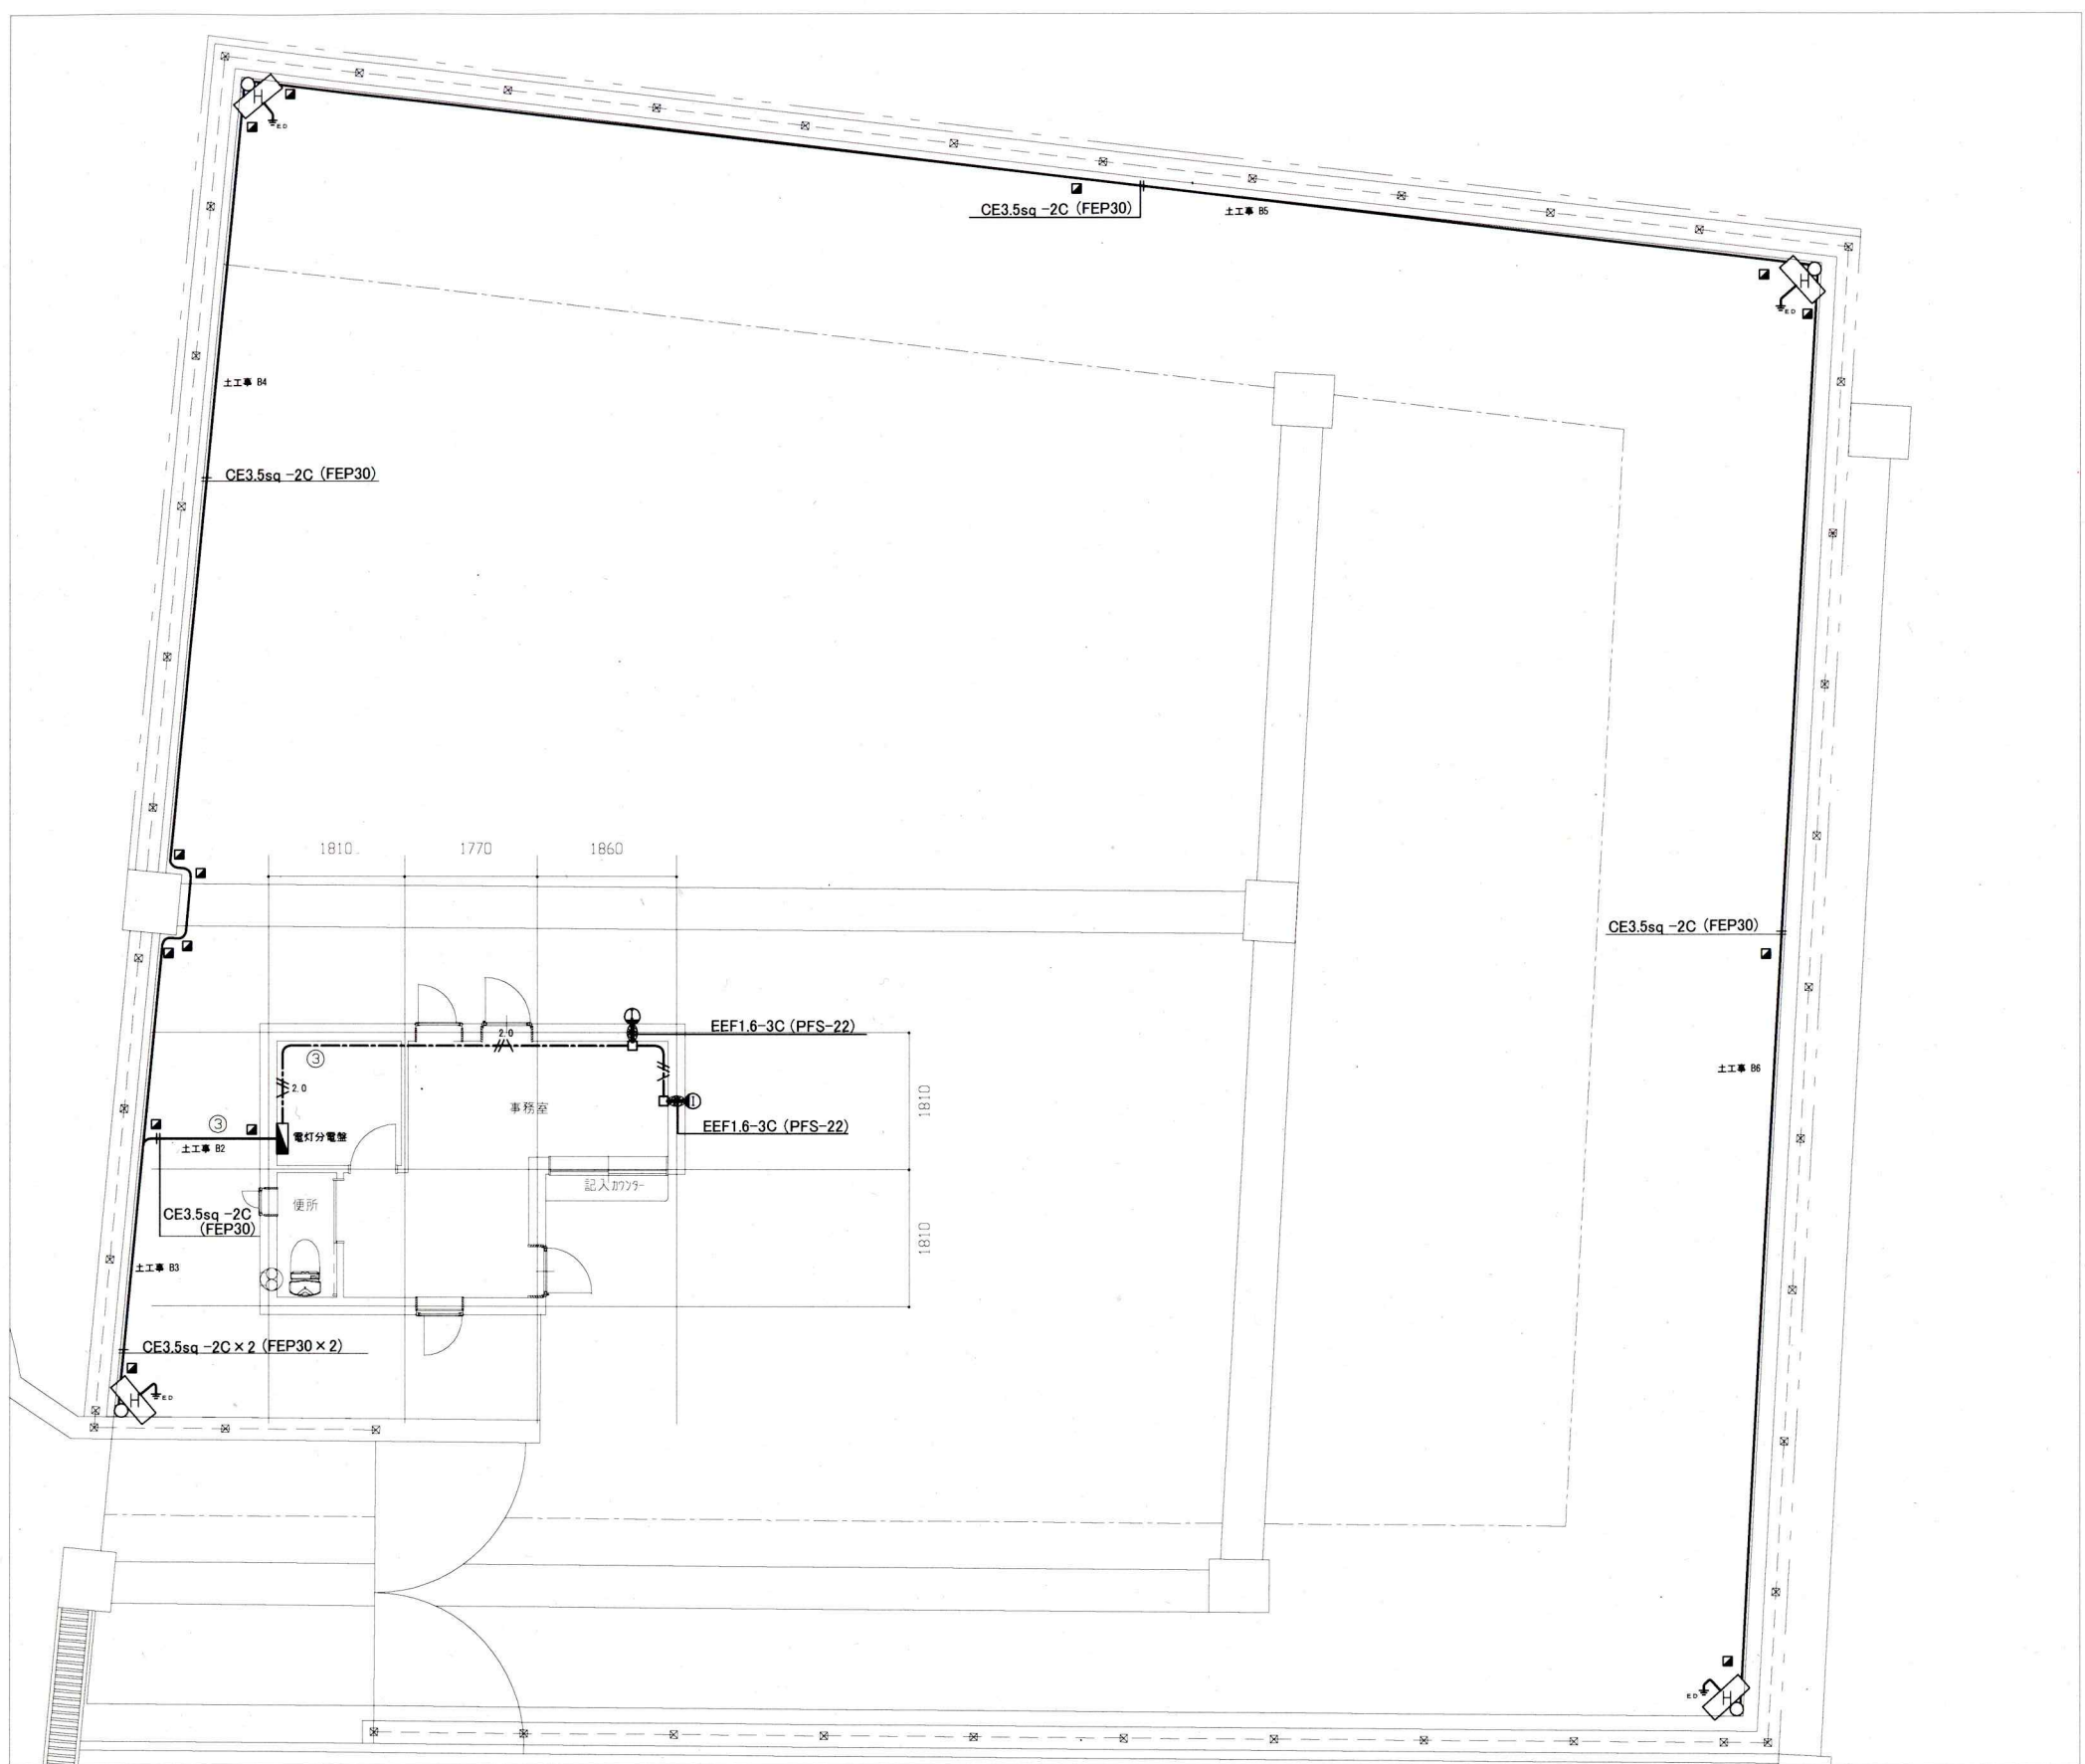 H
ED
CE3.5sq -2C (FEP30)
土工事 B5
H
ED
土工事 B4
CE3.5sq -2C (FEP30)
1810
1770
1860
CE3.5sq -2C (FEP30)
EEF1.6-3C (PFS-22)
2.0
③
2.0
土工事 B6
1810
事務室
EEF1.6-3C (PFS-22)
③
電灯分電盤
土工事 B2
記入カウンター
便所
CE3.5sq -2C
(FEP30)
1810
土工事 B3
CE3.5sq -2C×2 (FEP30×2)
H
ED
ED
H